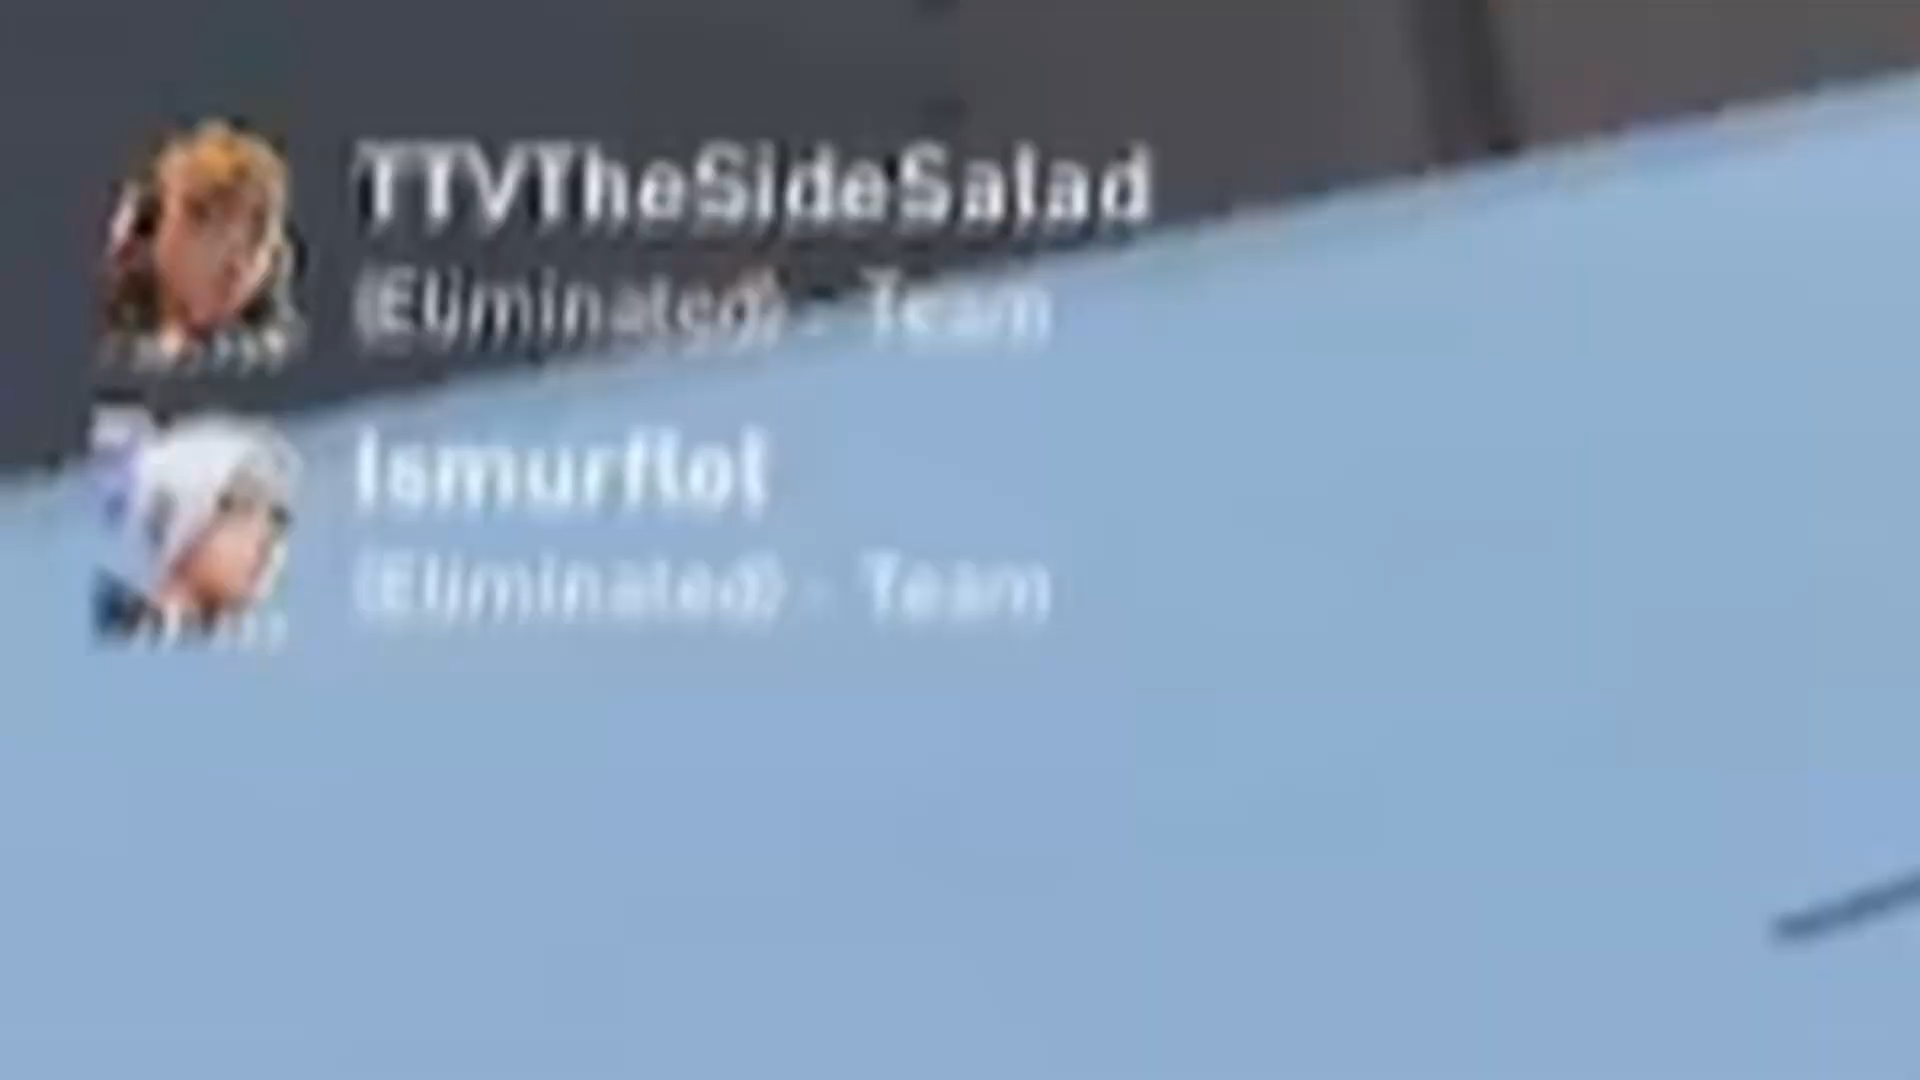 TTVTheSideSalad
(Eliminated) - Team
Ismurflol
(Eliminated) - Team